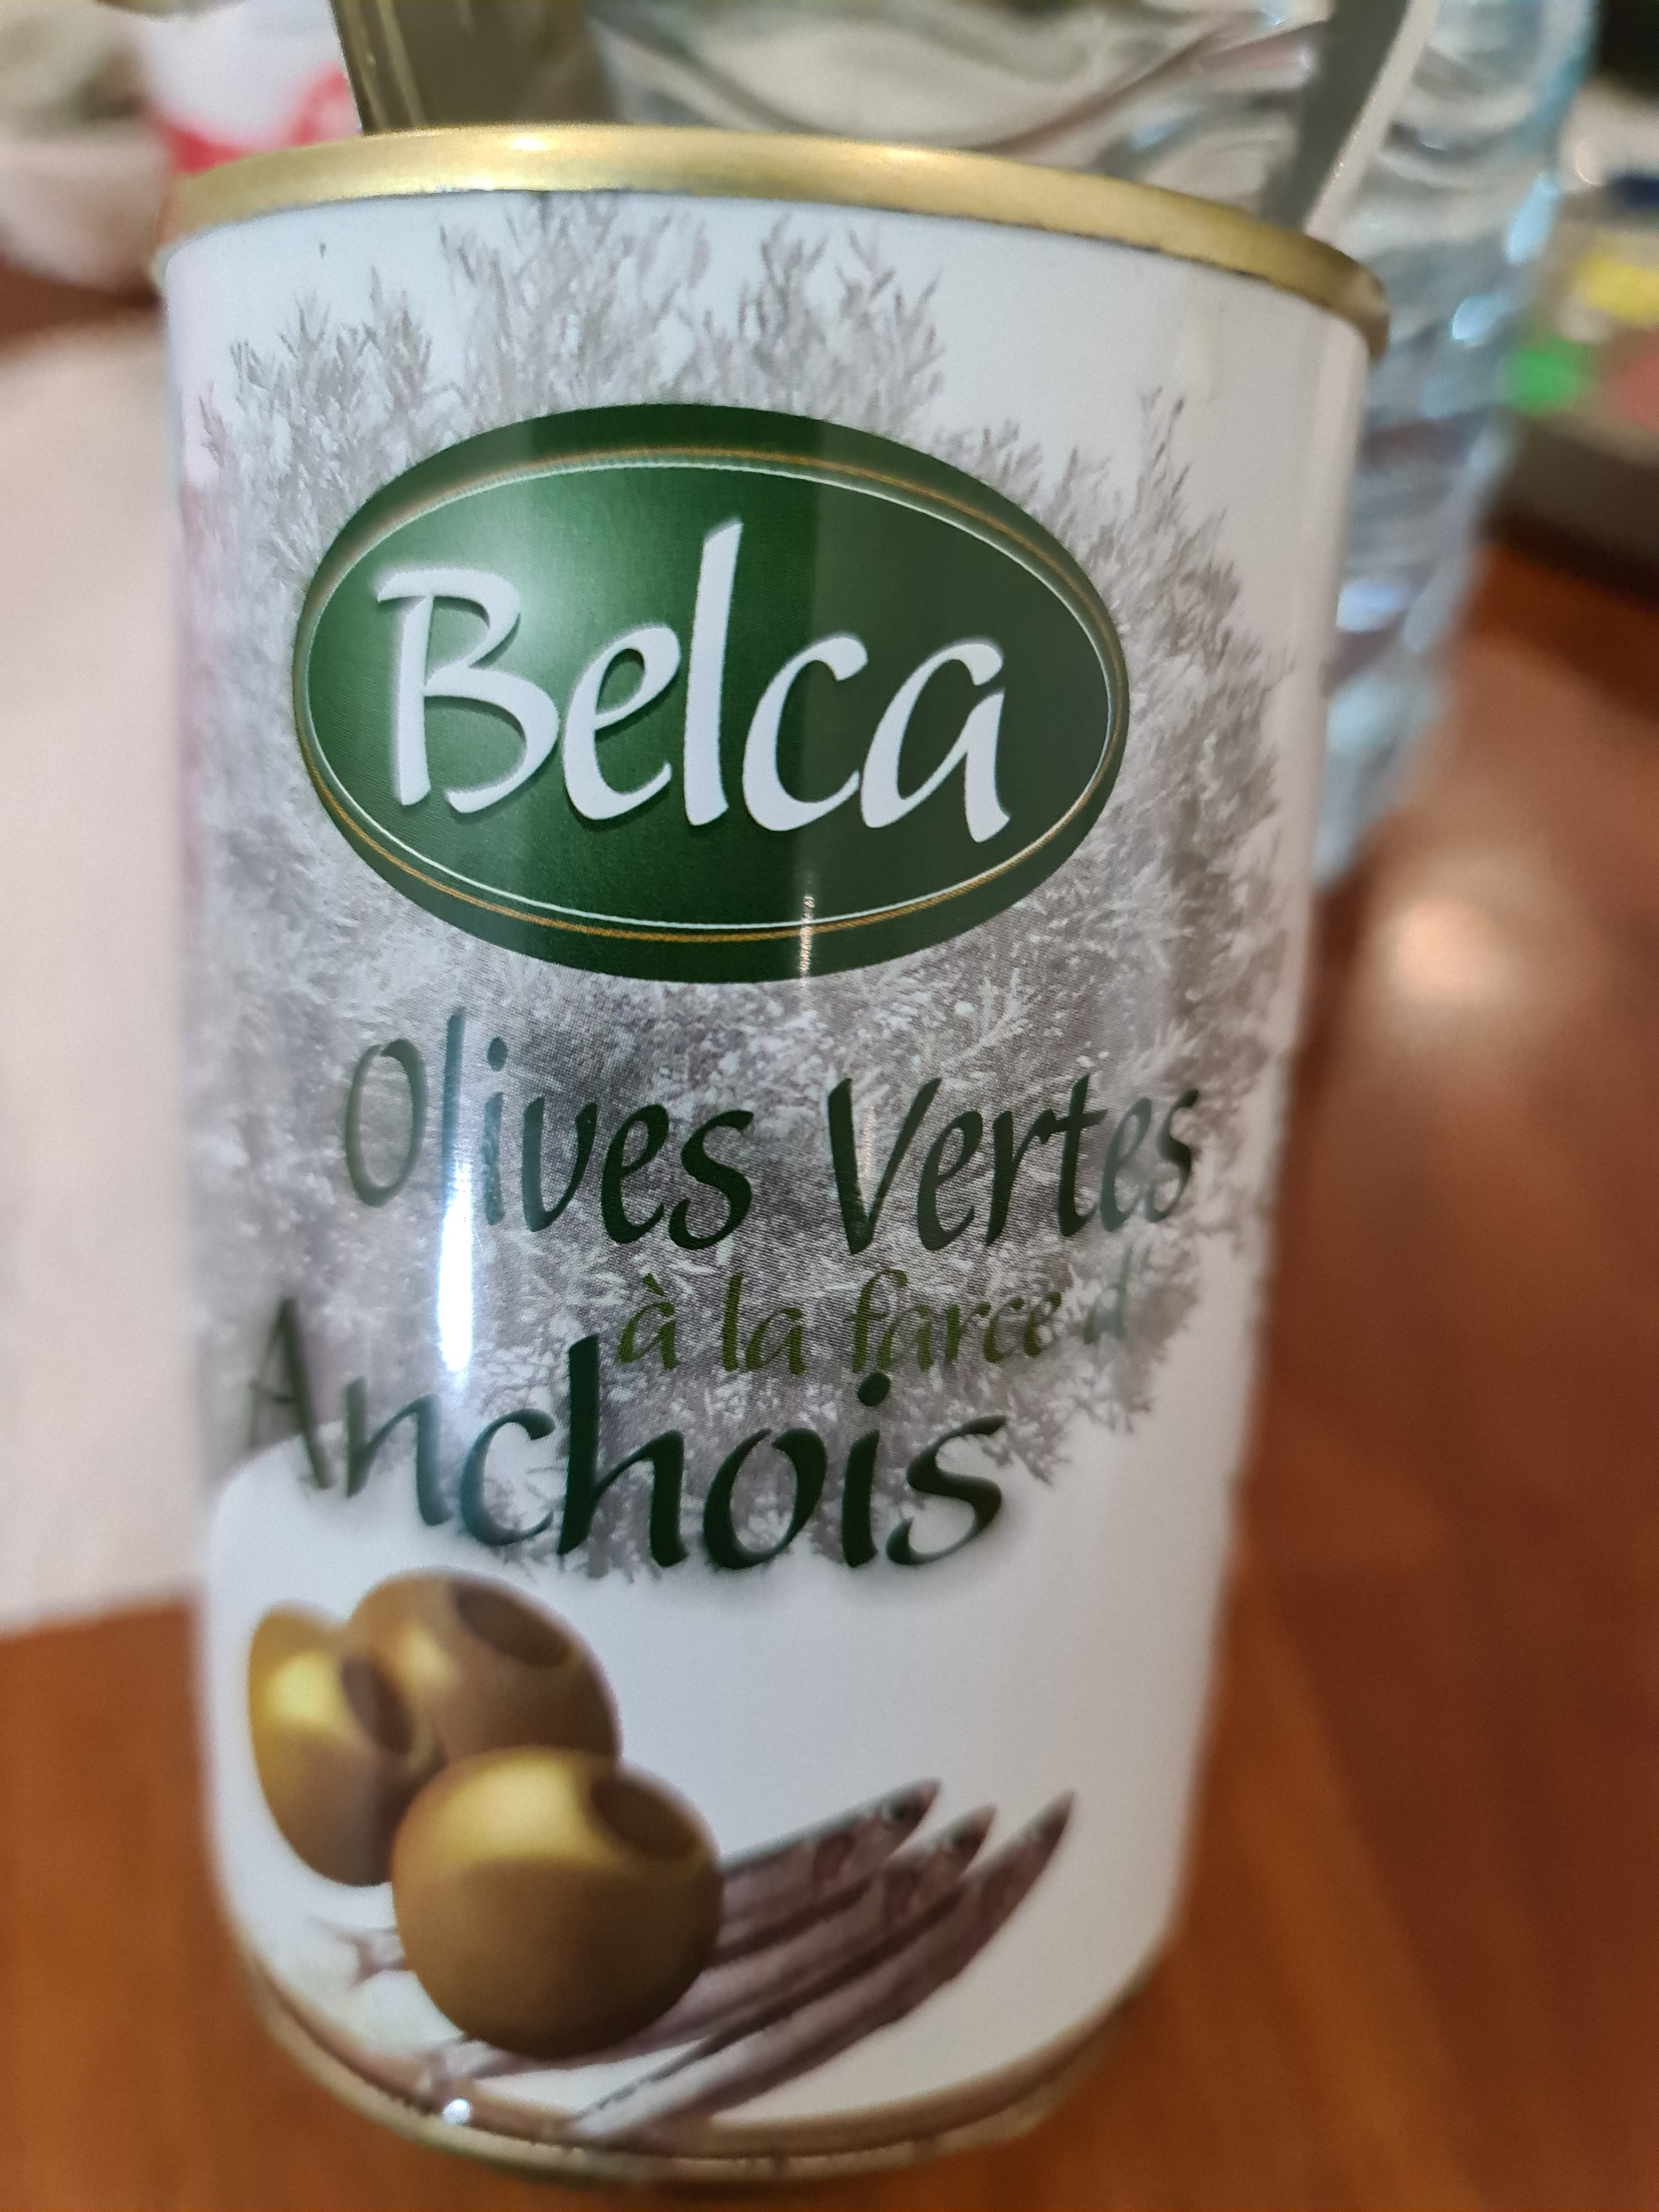 Belca
Olives Vertes
à la farce d'
Anchois